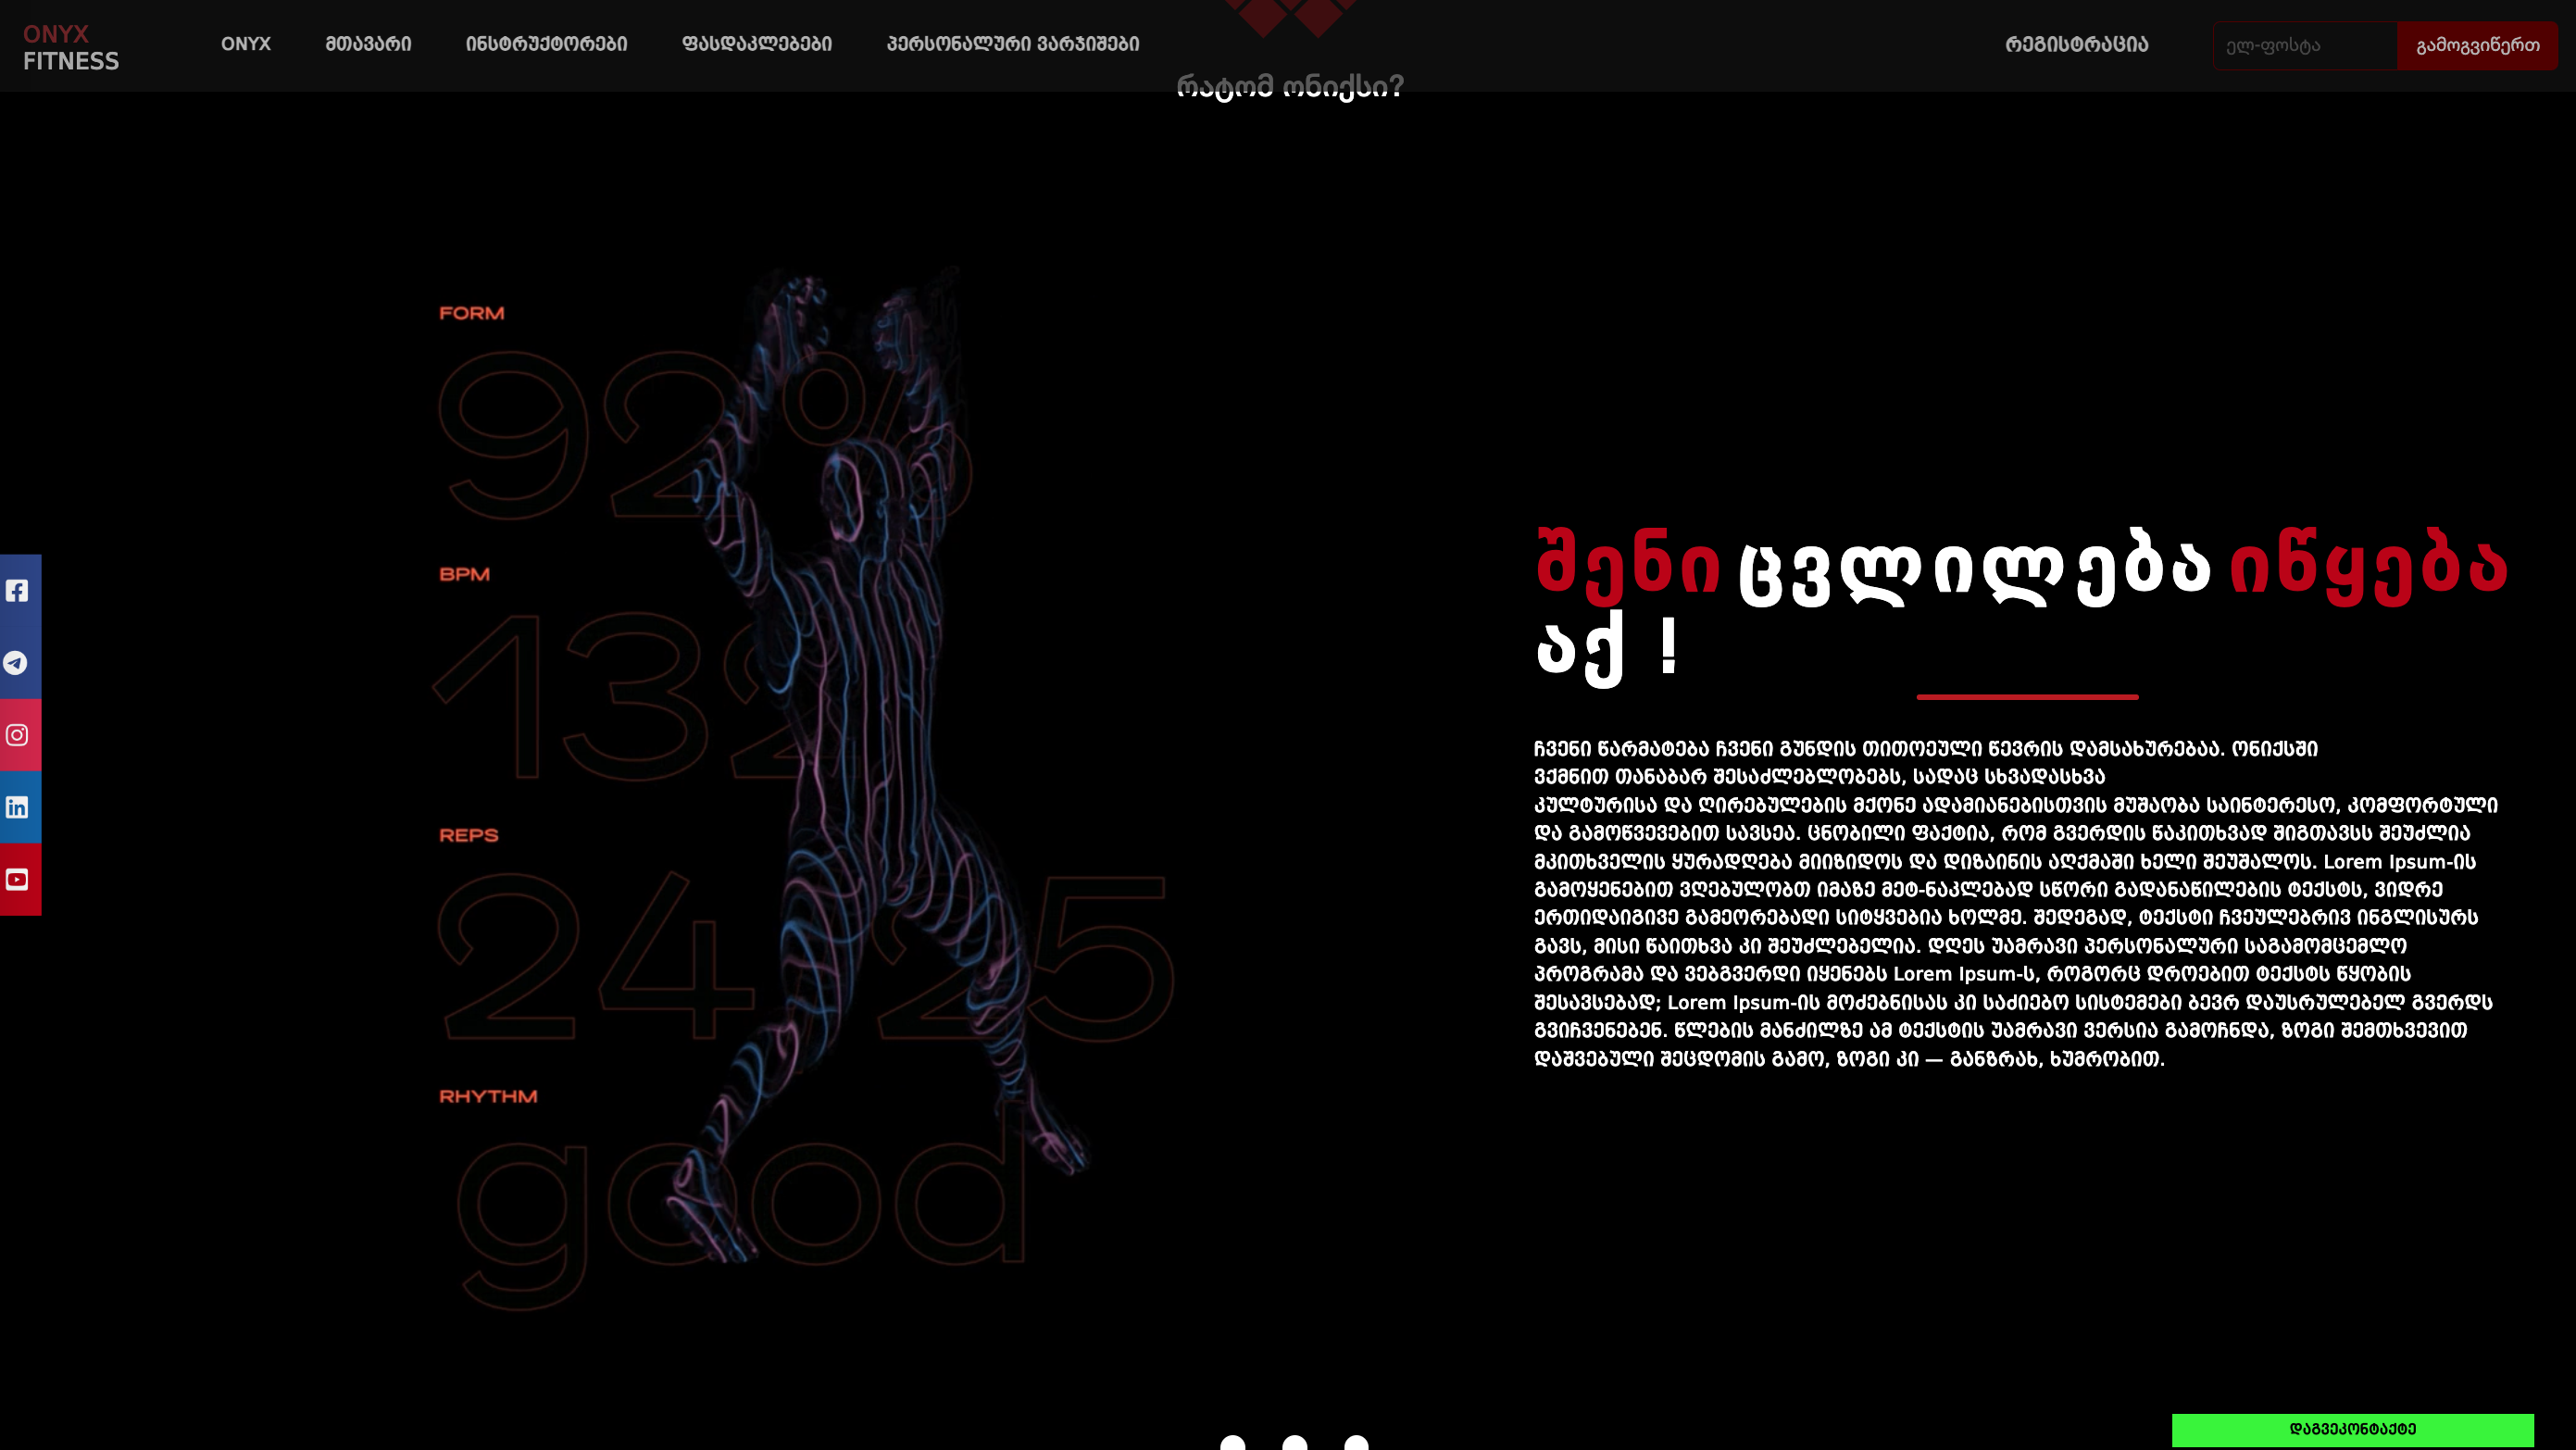 ONYX
FITNESS
ONYX
მთავარი
ინსტრუქტორები
ფასდაკლებები
პერსონალური ვარჯიშები
რეგისტრაცია
ელ-ფოსტა
გამოგვიწერთ
რატომ ონიქსი?
FORM
92%
BPM
132
REPS
24/25
RHYTHM
good
შენი ცვლილება იწყება
აქ !
ჩვენი წარმატება ჩვენი გუნდის თითოეული წევრის დამსახურებაა. ონიქსში
ვქმნით თანაბარ შესაძლებლობებს, სადაც სხვადასხვა
კულტურისა და ღირებულების მქონე ადამიანებისთვის მუშაობა საინტერესო, კომფორტული
და გამოწვევებით სავსეა. ცნობილი ფაქტია, რომ გვერდის წაკითხვად შიგთავსს შეუძლია
მკითხველის ყურადღება მიიზიდოს და დიზაინის აღქმაში ხელი შეუშალოს. Lorem Ipsum-ის
გამოყენებით ვღებულობთ იმაზე მეტ-ნაკლებად სწორი გადანაწილების ტექსტს, ვიდრე
ერთიდაიგივე გამეორებადი სიტყვებია ხოლმე. შედეგად, ტექსტი ჩვეულებრივ ინგლისურს
გავს, მისი წაითხვა კი შეუძლებელია. დღეს უამრავი პერსონალური საგამომცემლო
პროგრამა და ვებგვერდი იყენებს Lorem Ipsum-ს, როგორც დროებით ტექსტს წყობის
შესავსებად; Lorem Ipsum-ის მოძებნისას კი საძიებო სისტემები ბევრ დაუსრულებელ გვერდს
გვიჩვენებენ. წლების მანძილზე ამ ტექსტის უამრავი ვერსია გამოჩნდა, ზოგი შემთხვევით
დაშვებული შეცდომის გამო, ზოგი კი — განზრახ, ხუმრობით.
დაგვეკონტაქტე